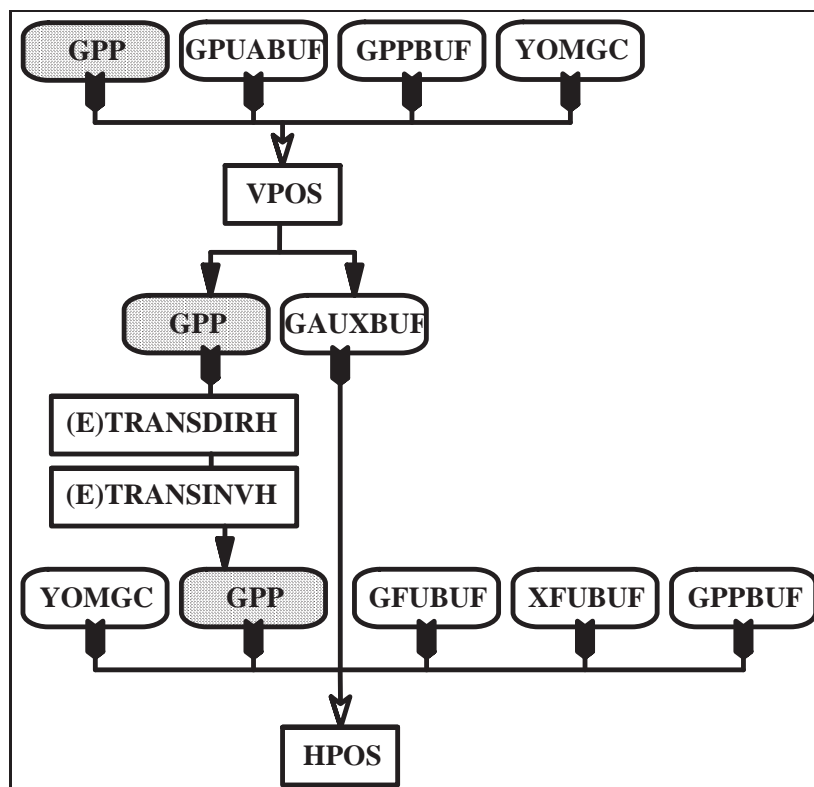 GPP GPUABUF GPPBUF YOMGC
VPOS
GPP GAUXBUF
(E)TRANSDIRH
(E)TRANSINVH
YOMGC GPP GFUBUF XFUBUF GPPBUF
HPOS